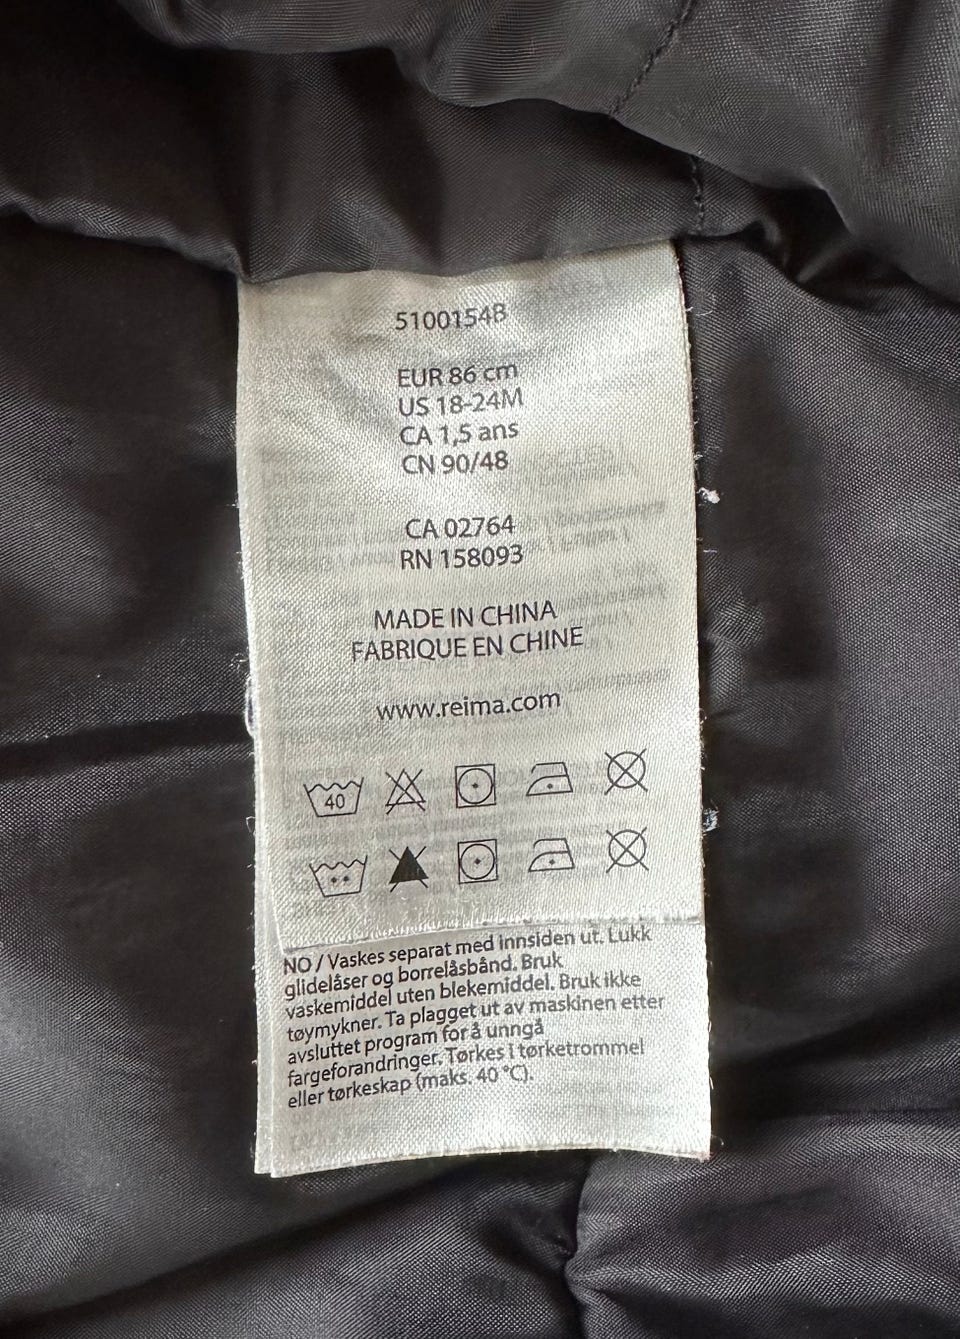 5100154B
EUR 86 cm
US 18-24M
CA 1,5 ans
CN 90/48
CA 02764
RN 158093
MADE IN CHINA
FABRIQUE EN CHINE
www.reima.com
40
NO / Vaskes separat med innsiden ut. Lukk
glidelåser og borrelåsbånd. Bruk
vaskemiddel uten blekemiddel. Bruk ikke
tøymykner. Ta plagget ut av maskinen etter
avsluttet program for å unngå
fargeforandringer. Tørkes i tørketrommel
eller tørkeskap (maks. 40 °C).